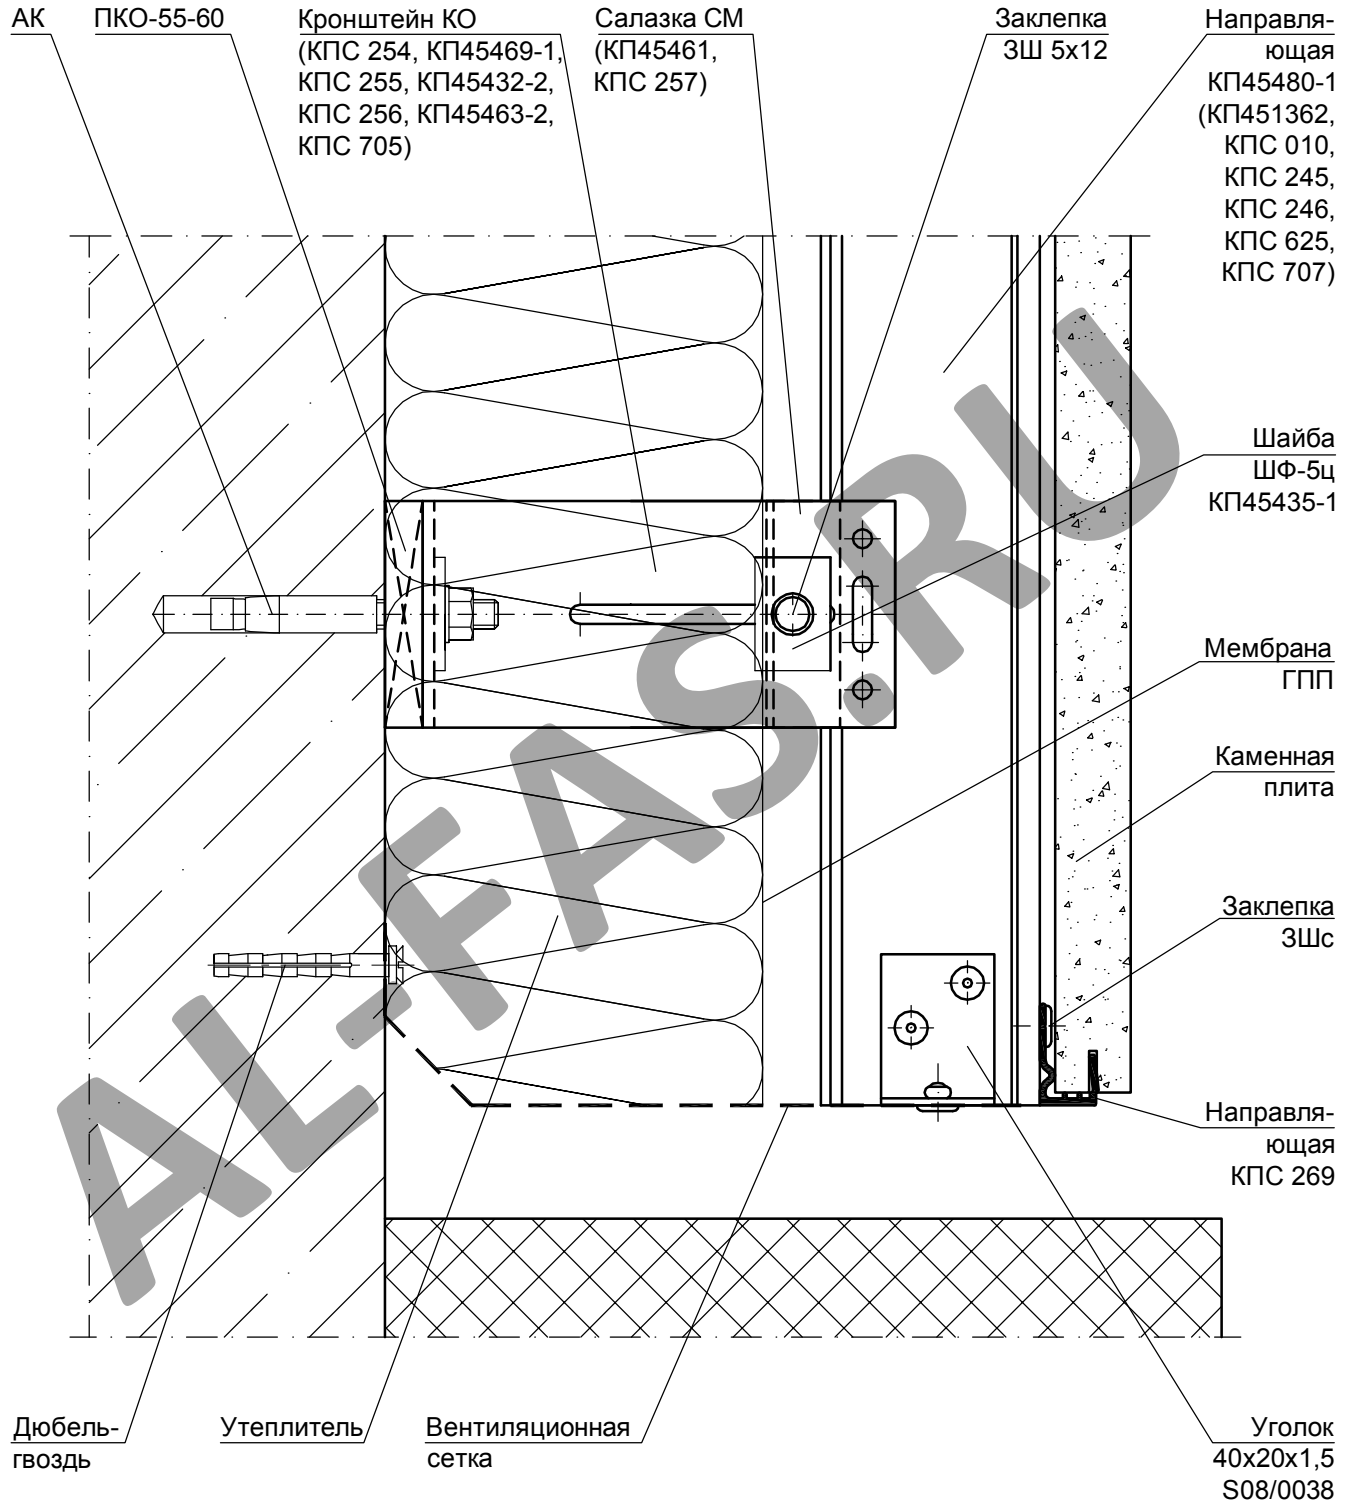 АК
ПКО-55-60
Кронштейн КО
(КПС 254, КП45469-1,
КПС 255, КП45432-2,
КПС 256, КП45463-2,
КПС 705)
Салазка СМ
(КП45461,
КПС 257)
Заклепка
ЗШ 5х12
Направля-
ющая
КП45480-1
(КП451362,
КПС 010,
КПС 245,
КПС 246,
КПС 625,
КПС 707)
Шайба
ШФ-5ц
КП45435-1
Мембрана
ГПП
Каменная
плита
Заклепка
ЗШс
Направля-
ющая
КПС 269
Дюбель-
гвоздь
Утеплитель
Вентиляционная
сетка
Уголок
40х20х1,5
S08/0038
AL-FAS.RU